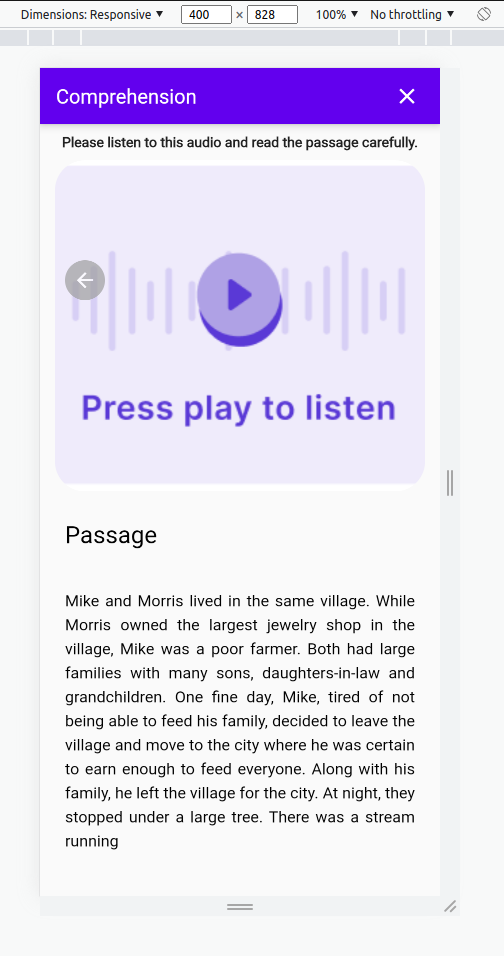 Dimensions: Responsive ▼ 400 × 828 100% ▼ No throttling ▼
Comprehension
Please listen to this audio and read the passage carefully.
Press play to listen
Passage
Mike and Morris lived in the same village. While
Morris owned the largest jewelry shop in the
village, Mike was a poor farmer. Both had large
families with many sons, daughters-in-law and
grandchildren. One fine day, Mike, tired of not
being able to feed his family, decided to leave the
village and move to the city where he was certain
to earn enough to feed everyone. Along with his
family, he left the village for the city. At night, they
stopped under a large tree. There was a stream
running